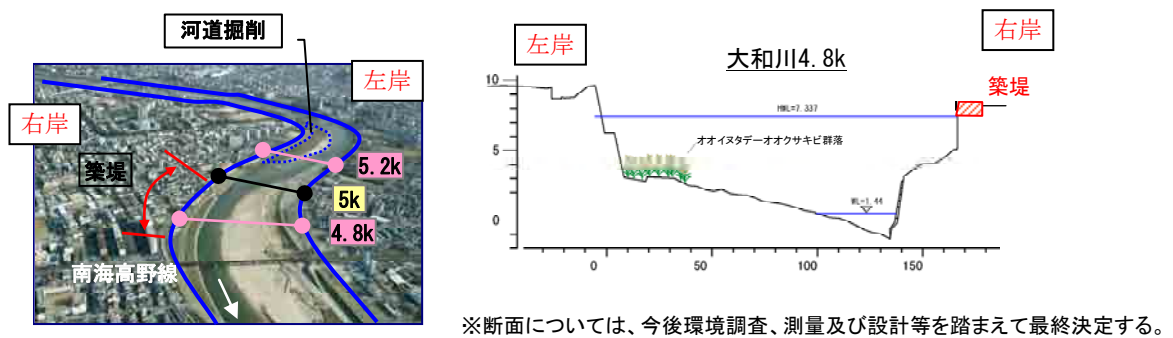 河道掘削
左岸
右岸
築堤
5.2k
5k
4.8k
南海高野線
左岸
右岸
大和川4.8k
築堤
HWL=7.337
オオイヌタデーオオクサキビ群落
WL=1.44
10
5
0
0
50
100
150
※断面については、今後環境調査、測量及び設計等を踏まえて最終決定する。